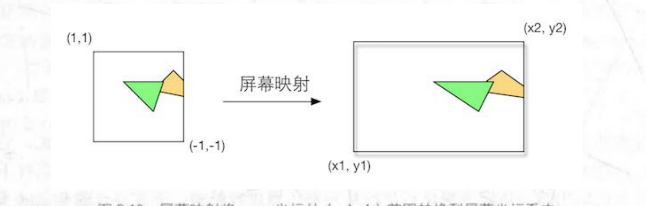 (1,1)
(x2, y2)
屏幕映射
(-1,-1)
(x1, y1)